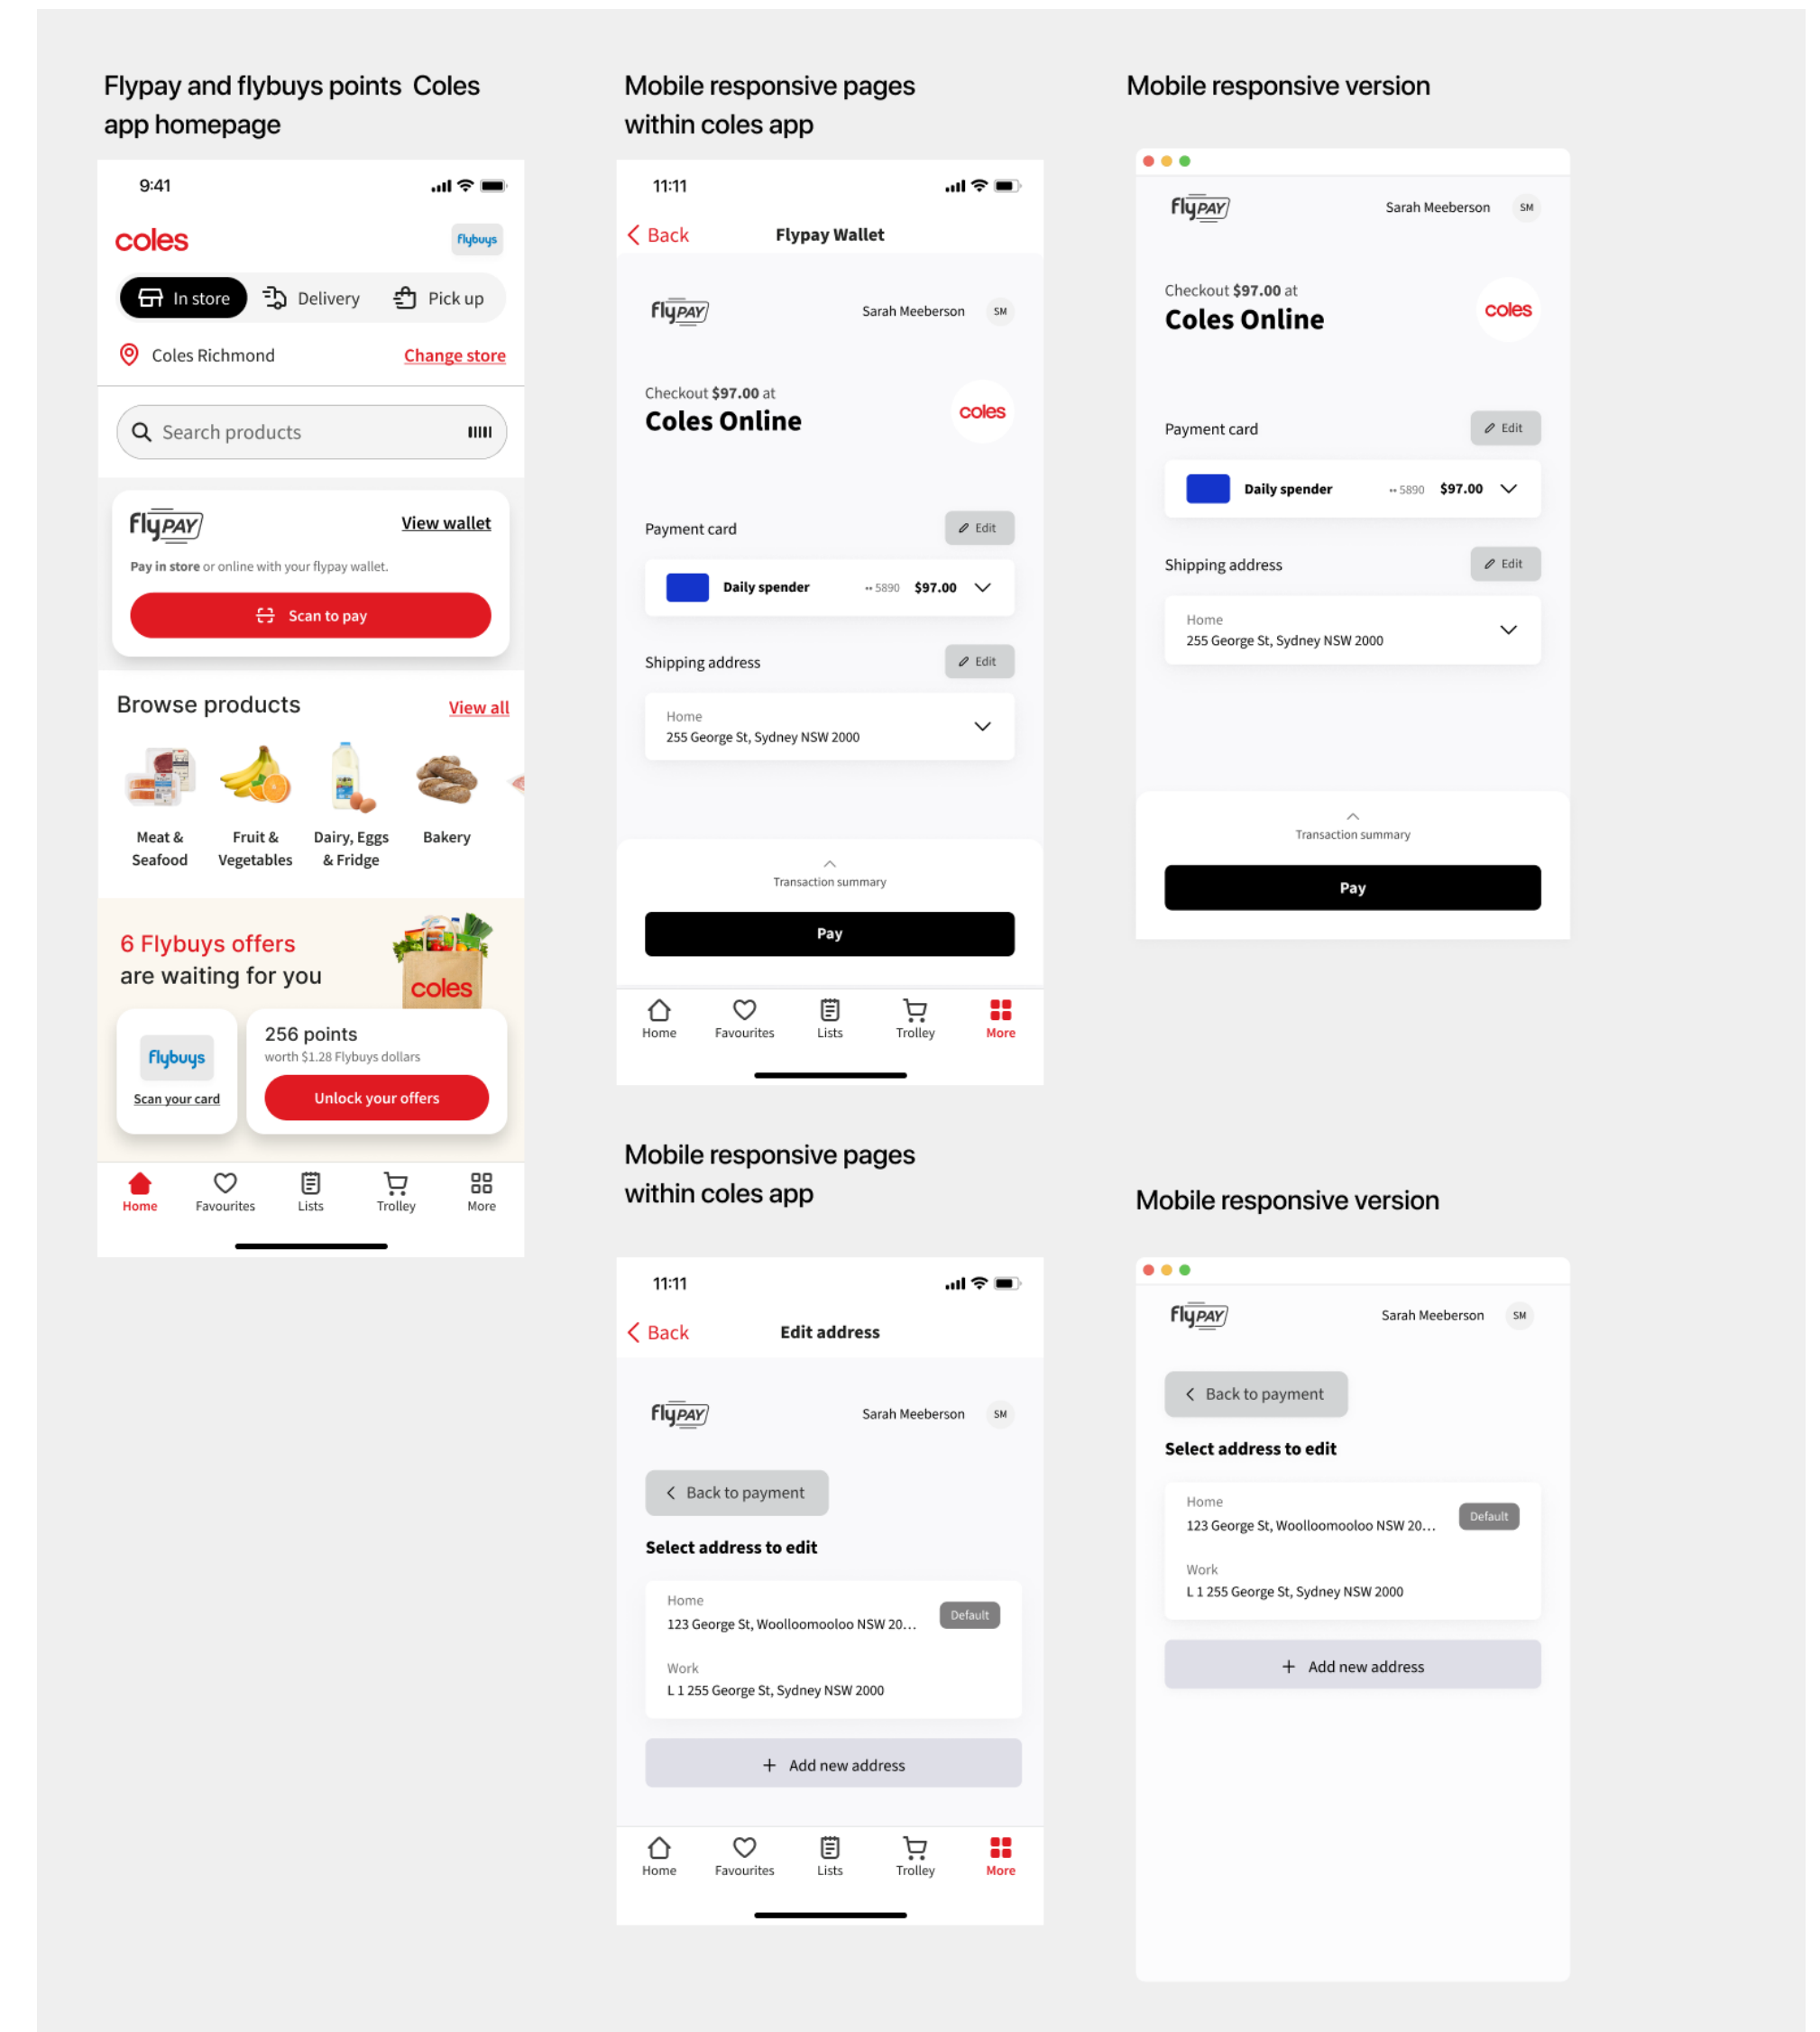 Flypay and flybuys points Coles
app homepage
9:41
coles
flybuys
In store
Delivery
Pick up
Coles Richmond
Change store
Search products
flyPAY
View wallet
Pay in store or online with your flypay wallet.
Scan to pay
Browse products
View all
Meat &
Seafood
Fruit &
Vegetables
Dairy, Eggs
& Fridge
Bakery
6 Flybuys offers
are waiting for you
coles
flybuys
Scan your card
256 points
worth $1.28 Flybuys dollars
Unlock your offers
Home
Favourites
Lists
Trolley
More
Mobile responsive pages
within coles app
11:11
Back
Flypay Wallet
flyPAY
Sarah Meeberson
SM
Checkout $97.00 at
Coles Online
coles
Payment card
Edit
Daily spender
•• 5890
$97.00
Shipping address
Edit
Home
255 George St, Sydney NSW 2000
Transaction summary
Pay
Home
Favourites
Lists
Trolley
More
Mobile responsive version
flyPAY
Sarah Meeberson
SM
Checkout $97.00 at
Coles Online
coles
Payment card
Edit
Daily spender
•• 5890
$97.00
Shipping address
Edit
Home
255 George St, Sydney NSW 2000
Transaction summary
Pay
Mobile responsive pages
within coles app
11:11
Back
Edit address
flyPAY
Sarah Meeberson
SM
Back to payment
Select address to edit
Home
123 George St, Woolloomooloo NSW 20...
Default
Work
L 1 255 George St, Sydney NSW 2000
+ Add new address
Home
Favourites
Lists
Trolley
More
Mobile responsive version
flyPAY
Sarah Meeberson
SM
Back to payment
Select address to edit
Home
123 George St, Woolloomooloo NSW 20...
Default
Work
L 1 255 George St, Sydney NSW 2000
+ Add new address